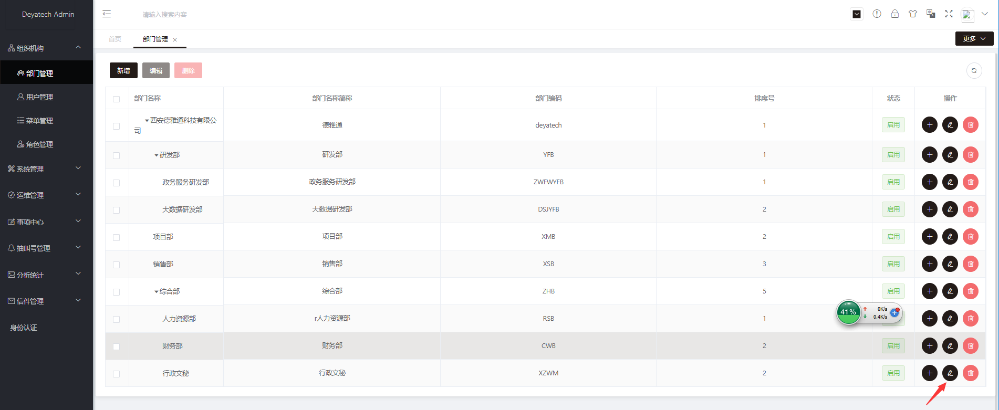 Deyatech Admin
请输入搜索内容
首页
部门管理
更多
组织机构
部门管理
用户管理
菜单管理
角色管理
系统管理
运维管理
事项中心
抽叫号管理
分析统计
信件管理
身份认证
新增 编辑 删除
部门名称 部门名称简称 部门编码 排序号 状态 操作
西安德雅通科技有限公
司 德雅通 deyatech 1 启用
研发部 研发部 YFB 1 启用
政务服务研发部 政务服务研发部 ZWFWYFB 1 启用
大数据研发部 大数据研发部 DSJYFB 2 启用
项目部 项目部 XMB 2 启用
销售部 销售部 XSB 3 启用
综合部 综合部 ZHB 5 启用
人力资源部 r人力资源部 RSB 1
财务部 财务部 CWB 2 启用
行政文秘 行政文秘 XZWM 2 启用
41%
0K/s
0.4K/s